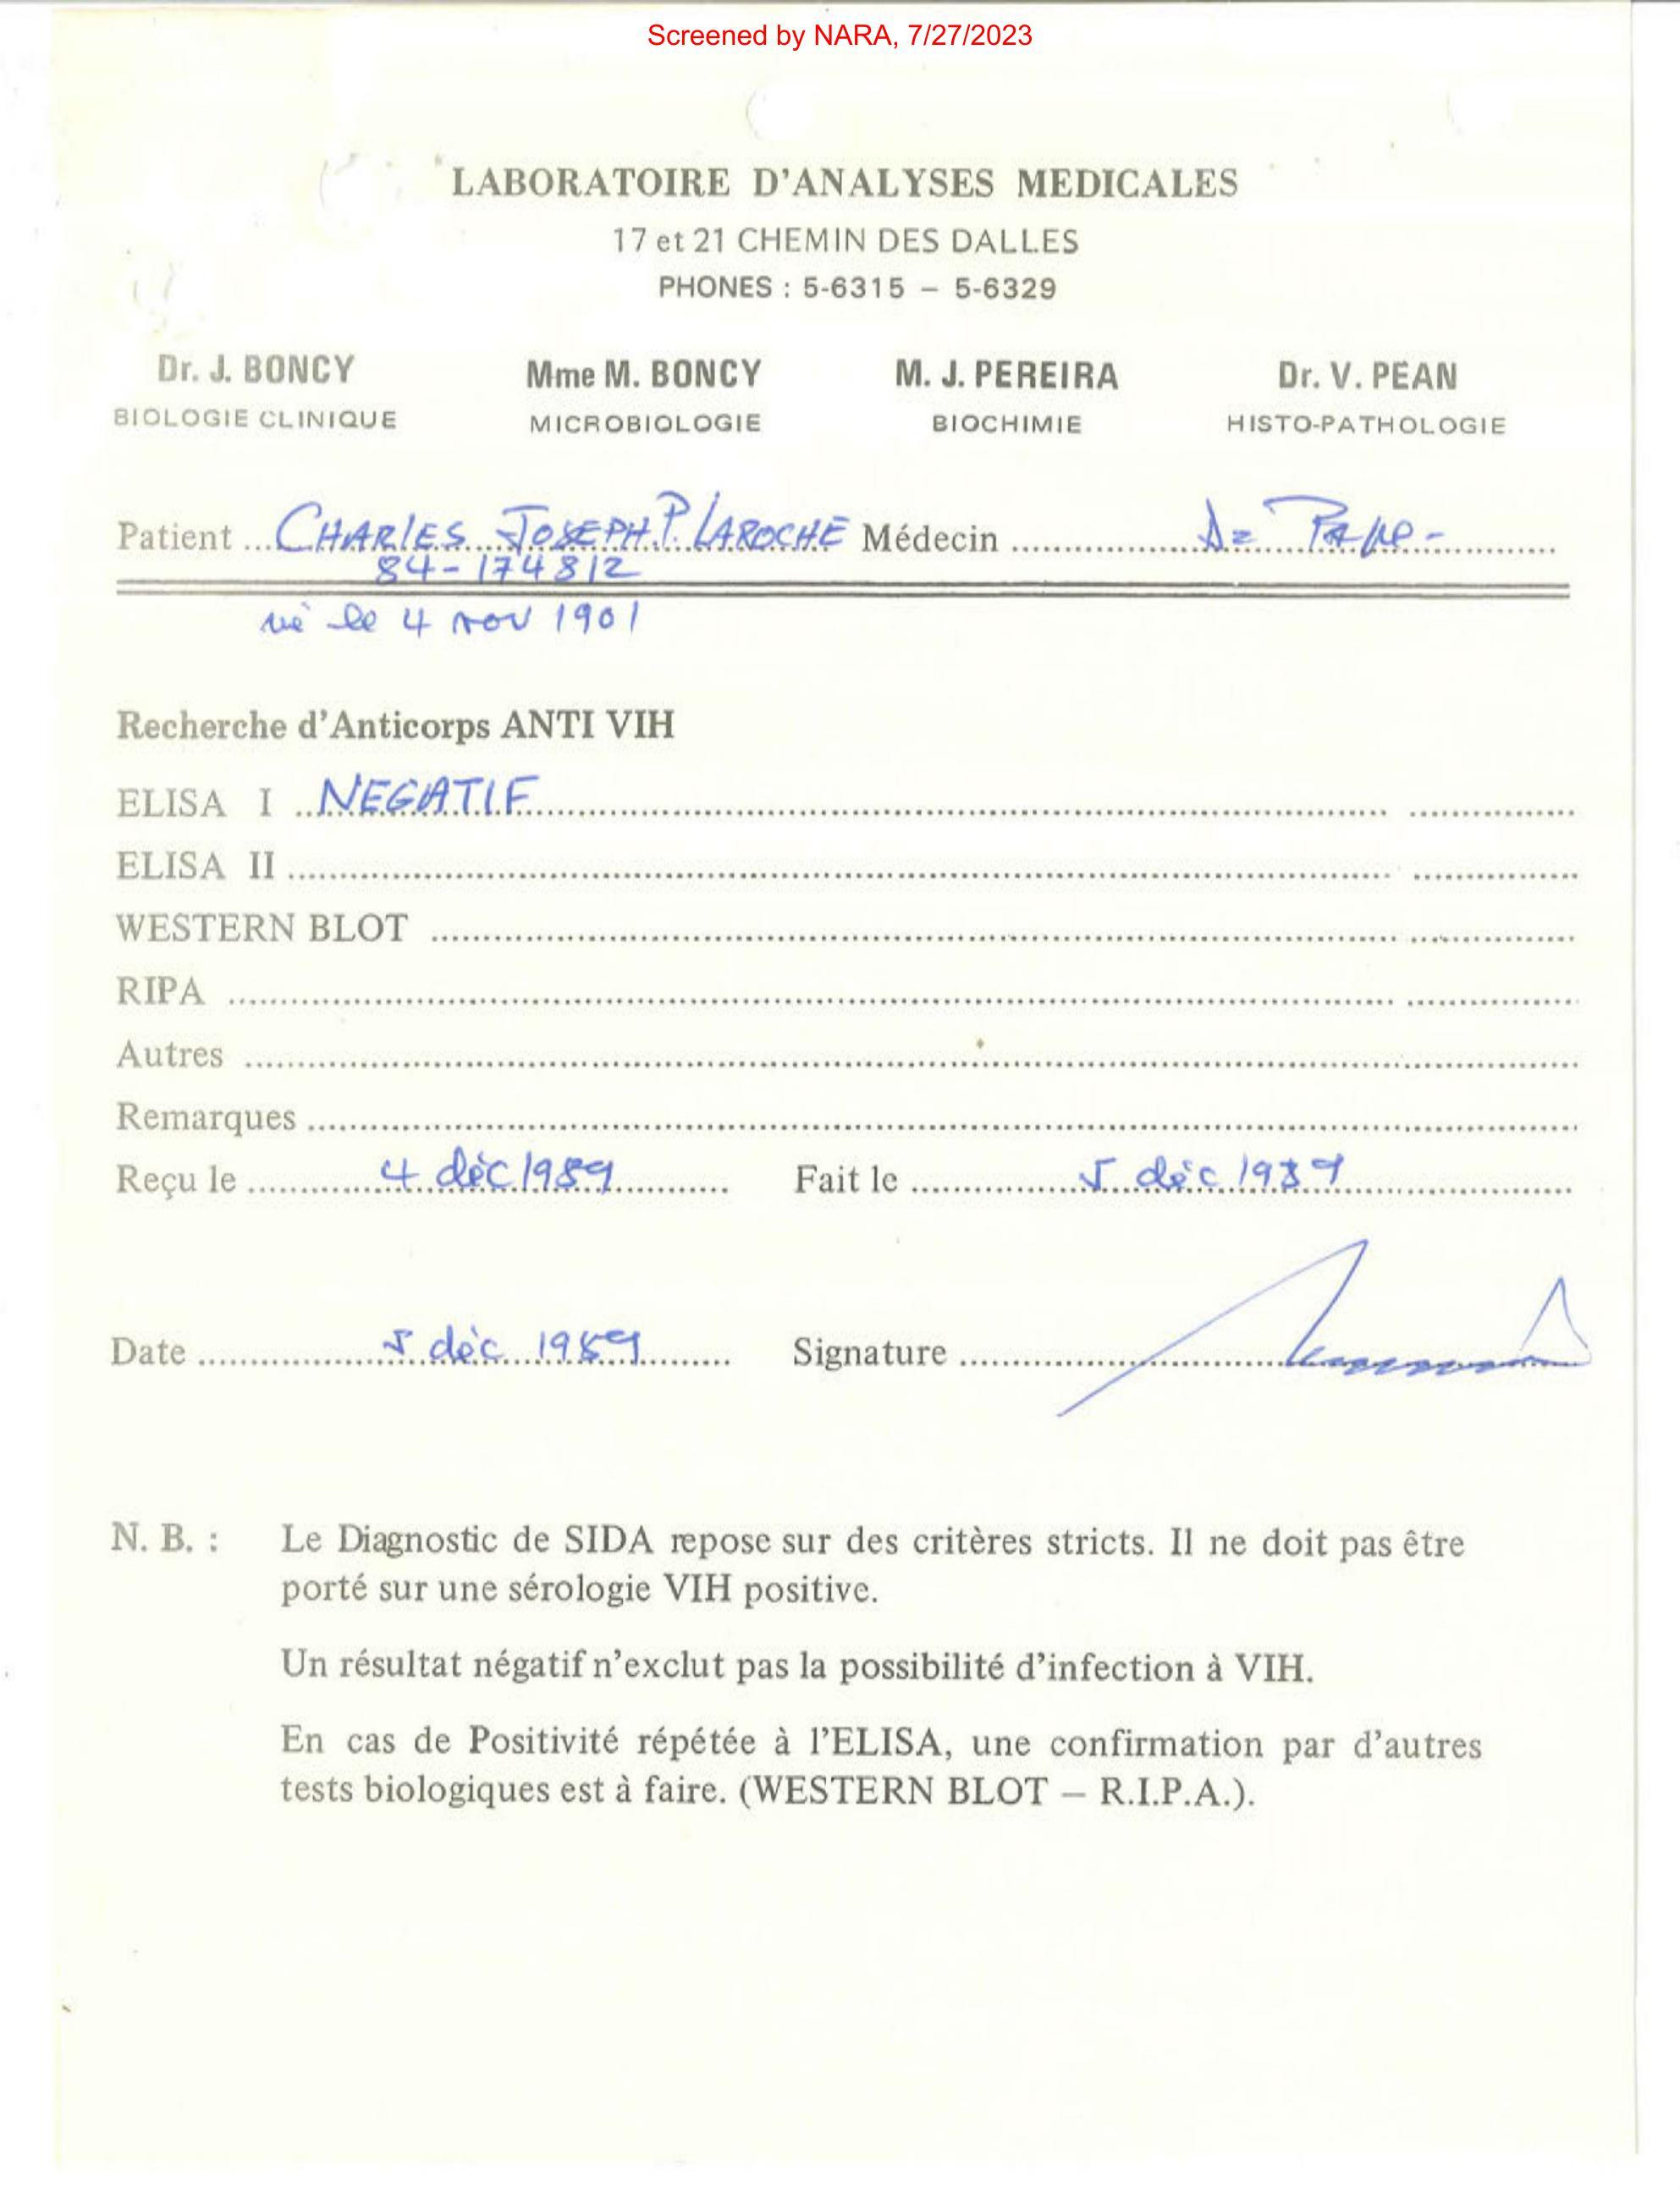 Screened by NARA, 7/27/2023
LABORATOIRE D'ANALYSES MEDICALES
17 et 21 CHEMIN DES DALLES
PHONES : 5-6315 – 5-6329
Dr. J. BONCY Mme M. BONCY M. J. PEREIRA Dr. V. PEAN
BIOLOGIE CLINIQUE MICROBIOLOGIE BIOCHIMIE HISTO-PATHOLOGIE
Patient ... CHARLES JOSEPH P. LAROCHE Médecin ........ Dr PAPE
84-174812
né le 4 nov 1901
Recherche d'Anticorps ANTI VIH
ELISA I .. NEGATIF ........
ELISA II ........
WESTERN BLOT ........
RIPA ........
Autres ........
Remarques ........
Reçu le ........ 4 déc 1989 ........ Fait le ........ 5 déc 1989 ........
Date ........ 5 déc 1989 ........ Signature ........
N. B. : Le Diagnostic de SIDA repose sur des critères stricts. Il ne doit pas être
porté sur une sérologie VIH positive.
Un résultat négatif n'exclut pas la possibilité d'infection à VIH.
En cas de Positivité répétée à l'ELISA, une confirmation par d'autres
tests biologiques est à faire. (WESTERN BLOT – R.I.P.A.).